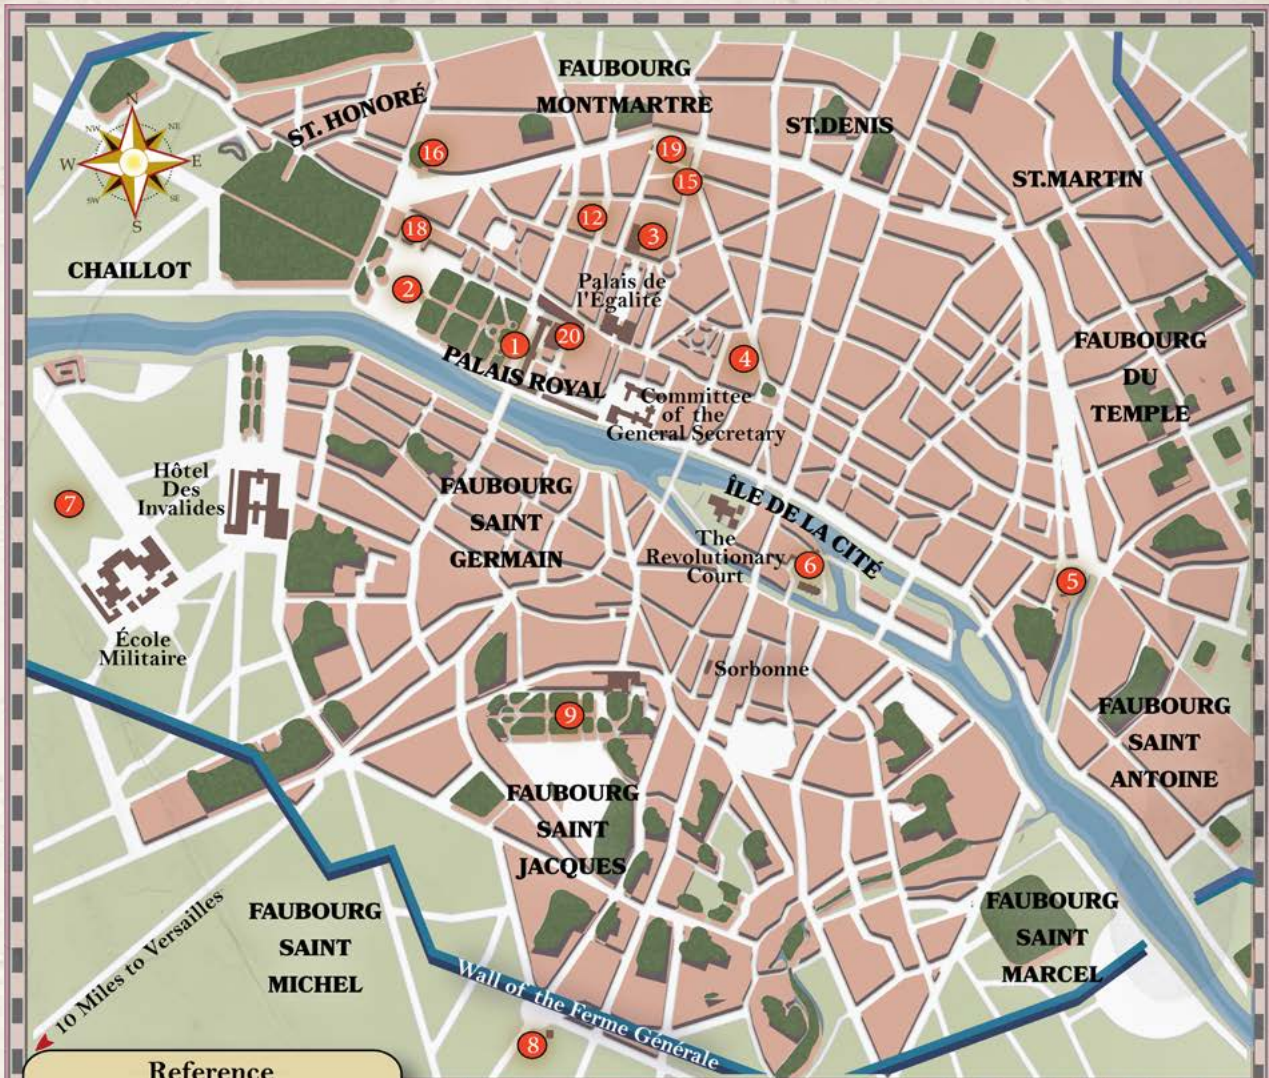 FAUBOURG
MONTMARTRE
ST. HONORÉ
ST.DENIS
N
NW
NE
W
E
SW
SE
S
16
19
15
ST.MARTIN
12
18
3
CHAILLOT
2
Palais de
l'Egalité
1
20
4
PALAIS ROYAL
FAUBOURG
DU
TEMPLE
Committee
of the
General Secretary
Hôtel
Des
Invalides
7
FAUBOURG
SAINT
GERMAIN
ÎLE DE LA CITÉ
The
Revolutionary
Court
6
5
École
Militaire
Sorbonne
9
FAUBOURG
SAINT
ANTOINE
FAUBOURG
SAINT
JACQUES
FAUBOURG
SAINT
MICHEL
FAUBOURG
SAINT
MARCEL
10 Miles to Versailles
Wall of the Ferme Générale
8
Reference